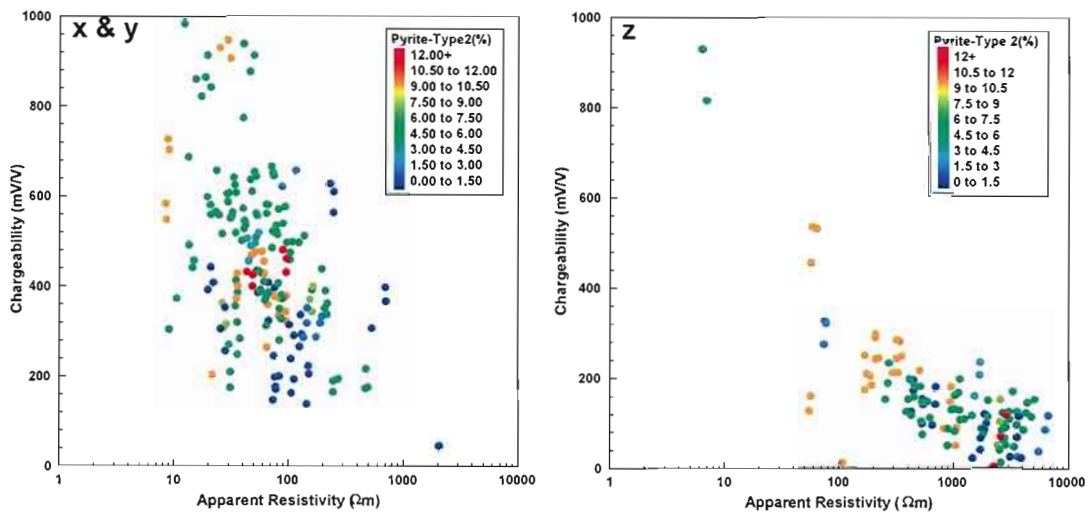 x & y
Pyrite-Type2(%)
12.00+
10.50 to 12.00
9.00 to 10.50
7.50 to 9.00
6.00 to 7.50
4.50 to 6.00
3.00 to 4.50
1.50 to 3.00
0.00 to 1.50
1000
800
600
400
200
0
Chargeability (mV/V)
1
10
100
1000
10000
Apparent Resistivity (Ωm)
z
Pyrite-Type 2(%)
12+
10.5 to 12
9 to 10.5
7.5 to 9
6 to 7.5
4.5 to 6
3 to 4.5
1.5 to 3
0 to 1.5
1000
800
600
400
200
0
Chargeability (mV/V)
1
10
100
1000
10000
Apparent Resistivity (Ωm)